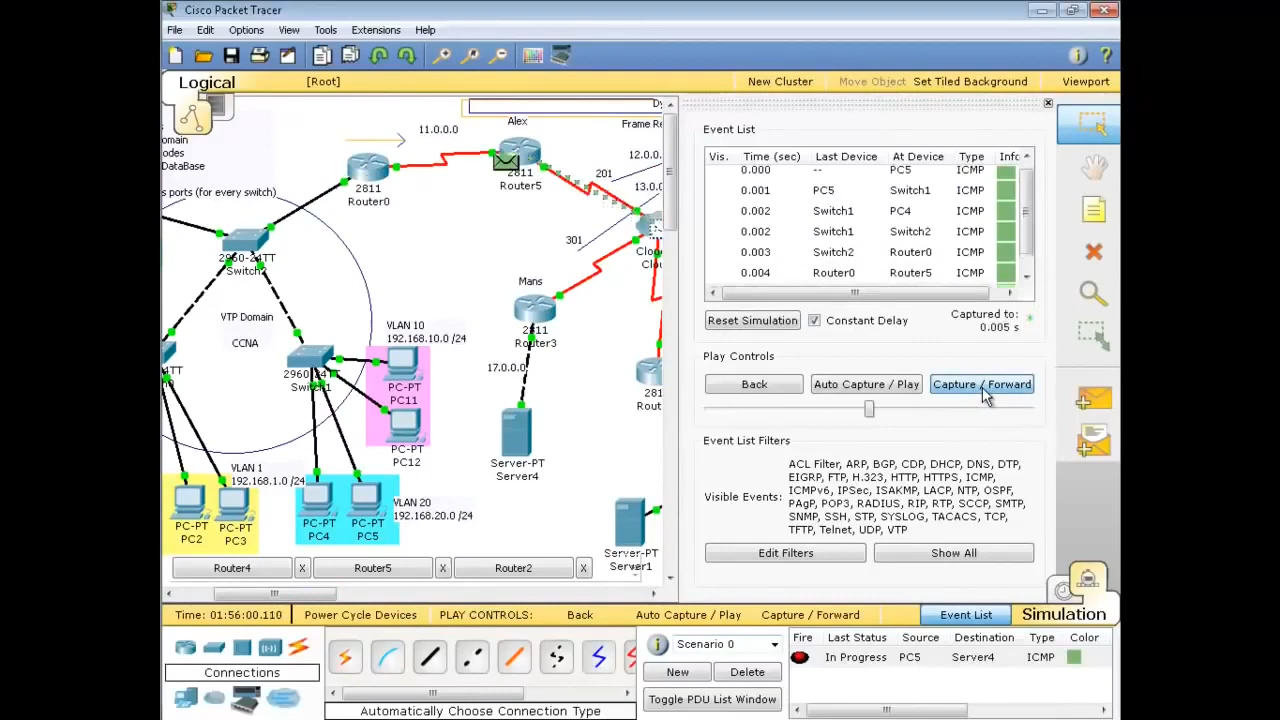 Cisco Packet Tracer
File Edit Options View Tools Extensions Help
Logical [Root] New Cluster Move Object Set Tiled Background Viewport
omain
odes
DataBase
s ports (for every switch)
11.0.0.0
Alex
Frame Re
12.0.0
13.0.
201
301
2811
Router0
2811
Router5
Clou
Clou
2960-24TT
Switch2
VTP Domain
CCNA
Mans
2811
Router3
VLAN 10
192.168.10.0 /24
4TT
2960-24TT
Switch1
PC-PT
PC11
17.0.0.0
2811
Rout
PC-PT
PC12
Server-PT
Server4
VLAN 1
192.168.1.0 /24
VLAN 20
192.168.20.0 /24
PC-PT
PC2
PC-PT
PC3
PC-PT
PC4
PC-PT
PC5
Server-PT
Server1
Router4 X Router5 X Router2 X
Event List
Vis. Time (sec) Last Device At Device Type Info
0.000 -- PC5 ICMP
0.001 PC5 Switch1 ICMP
0.002 Switch1 PC4 ICMP
0.002 Switch1 Switch2 ICMP
0.003 Switch2 Router0 ICMP
0.004 Router0 Router5 ICMP
Reset Simulation Constant Delay Captured to: *
0.005 s
Play Controls
Back Auto Capture / Play Capture / Forward
Event List Filters
Visible Events:
ACL Filter, ARP, BGP, CDP, DHCP, DNS, DTP,
EIGRP, FTP, H.323, HTTP, HTTPS, ICMP,
ICMPv6, IPSec, ISAKMP, LACP, NTP, OSPF,
PAgP, POP3, RADIUS, RIP, RTP, SCCP, SMTP,
SNMP, SSH, STP, SYSLOG, TACACS, TCP,
TFTP, Telnet, UDP, VTP
Edit Filters Show All
Time: 01:56:00.110 Power Cycle Devices PLAY CONTROLS: Back Auto Capture / Play Capture / Forward Event List Simulation
Connections
Automatically Choose Connection Type
Scenario 0
New Delete
Toggle PDU List Window
Fire Last Status Source Destination Type Color
In Progress PC5 Server4 ICMP